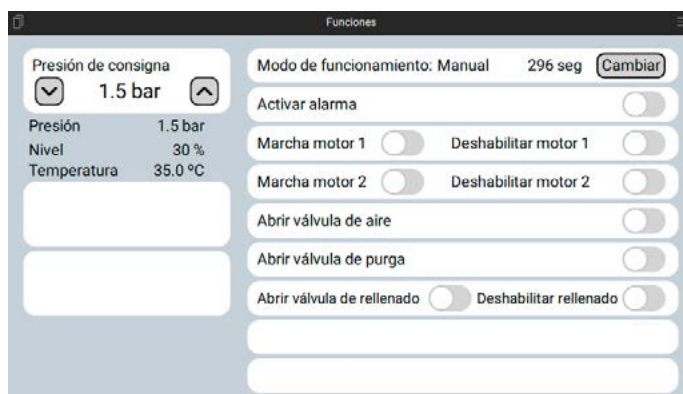 Funciones
Presión de consigna
1.5 bar
Presión 1.5 bar
Nivel 30 %
Temperatura 35.0 ºC
Modo de funcionamiento: Manual 296 seg Cambiar
Activar alarma
Marcha motor 1 Deshabilitar motor 1
Marcha motor 2 Deshabilitar motor 2
Abrir válvula de aire
Abrir válvula de purga
Abrir válvula de rellenado Deshabilitar rellenado